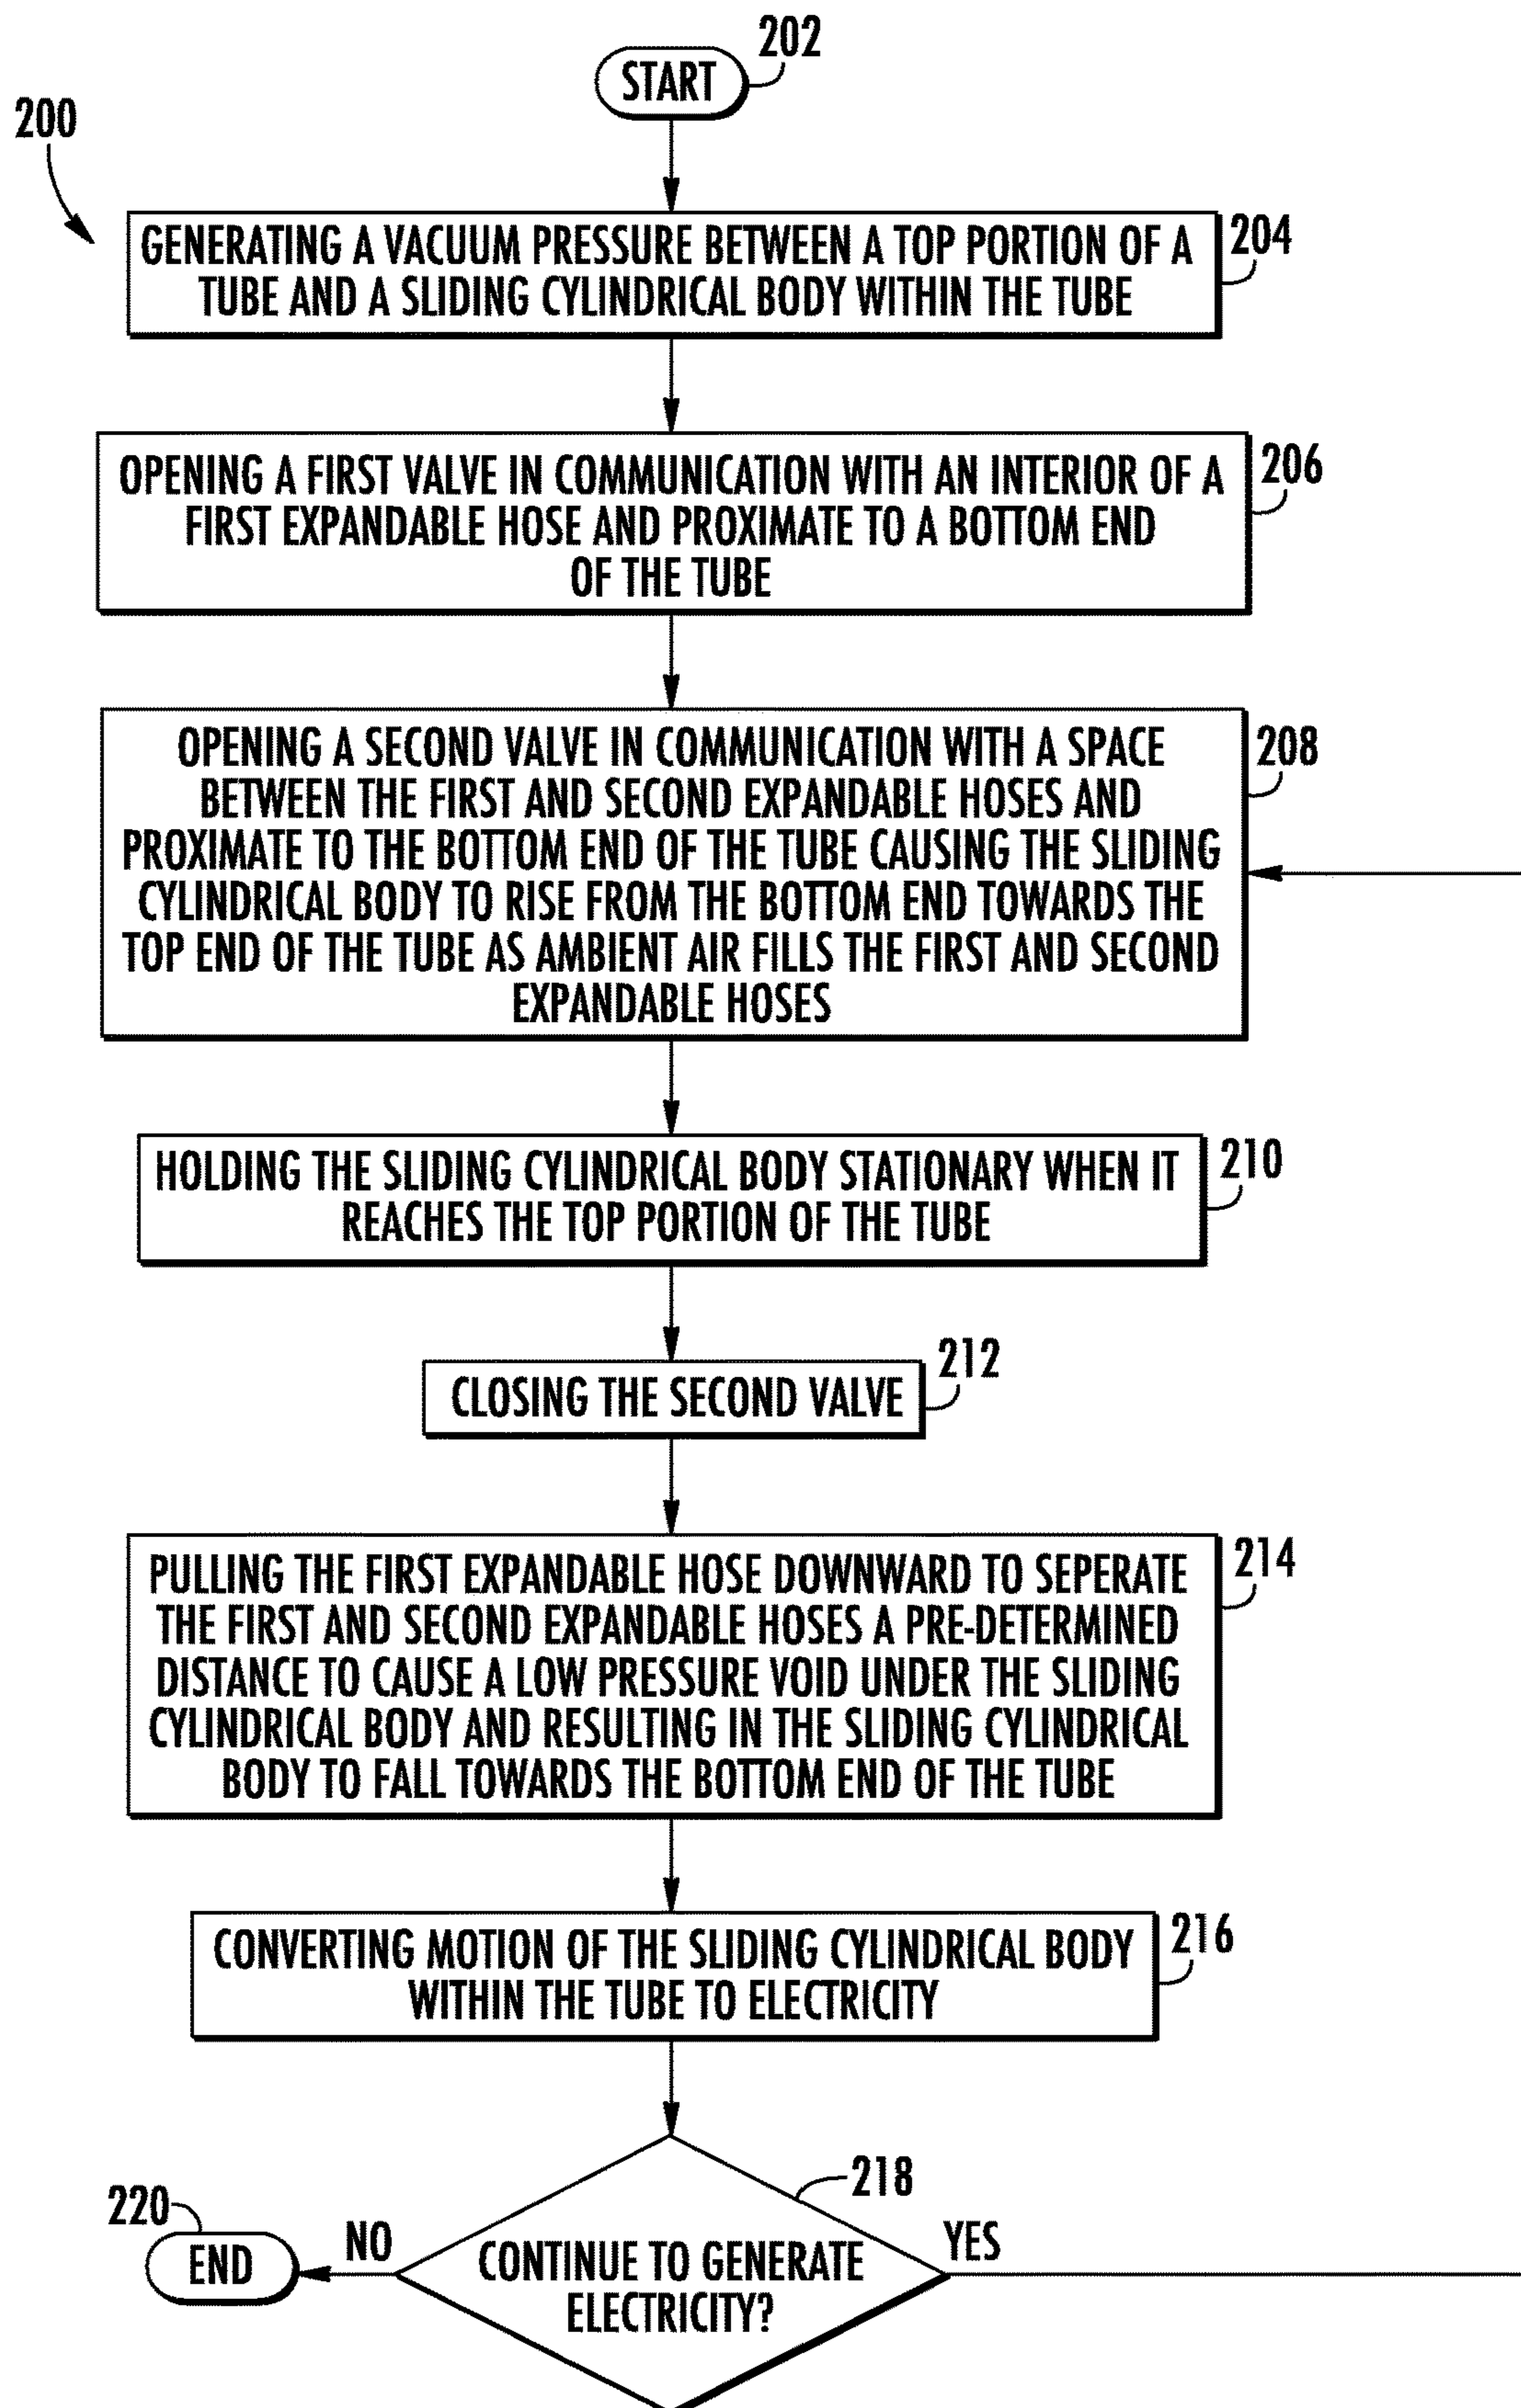 202
START
200
GENERATING A VACUUM PRESSURE BETWEEN A TOP PORTION OF A
TUBE AND A SLIDING CYLINDRICAL BODY WITHIN THE TUBE
204
OPENING A FIRST VALVE IN COMMUNICATION WITH AN INTERIOR OF A
FIRST EXPANDABLE HOSE AND PROXIMATE TO A BOTTOM END
OF THE TUBE
206
OPENING A SECOND VALVE IN COMMUNICATION WITH A SPACE
BETWEEN THE FIRST AND SECOND EXPANDABLE HOSES AND
PROXIMATE TO THE BOTTOM END OF THE TUBE CAUSING THE SLIDING
CYLINDRICAL BODY TO RISE FROM THE BOTTOM END TOWARDS THE
TOP END OF THE TUBE AS AMBIENT AIR FILLS THE FIRST AND SECOND
EXPANDABLE HOSES
208
HOLDING THE SLIDING CYLINDRICAL BODY STATIONARY WHEN IT
REACHES THE TOP PORTION OF THE TUBE
210
CLOSING THE SECOND VALVE
212
PULLING THE FIRST EXPANDABLE HOSE DOWNWARD TO SEPERATE
THE FIRST AND SECOND EXPANDABLE HOSES A PRE-DETERMINED
DISTANCE TO CAUSE A LOW PRESSURE VOID UNDER THE SLIDING
CYLINDRICAL BODY AND RESULTING IN THE SLIDING CYLINDRICAL
BODY TO FALL TOWARDS THE BOTTOM END OF THE TUBE
214
CONVERTING MOTION OF THE SLIDING CYLINDRICAL BODY
WITHIN THE TUBE TO ELECTRICITY
216
218
CONTINUE TO GENERATE
ELECTRICITY?
YES
NO
220
END